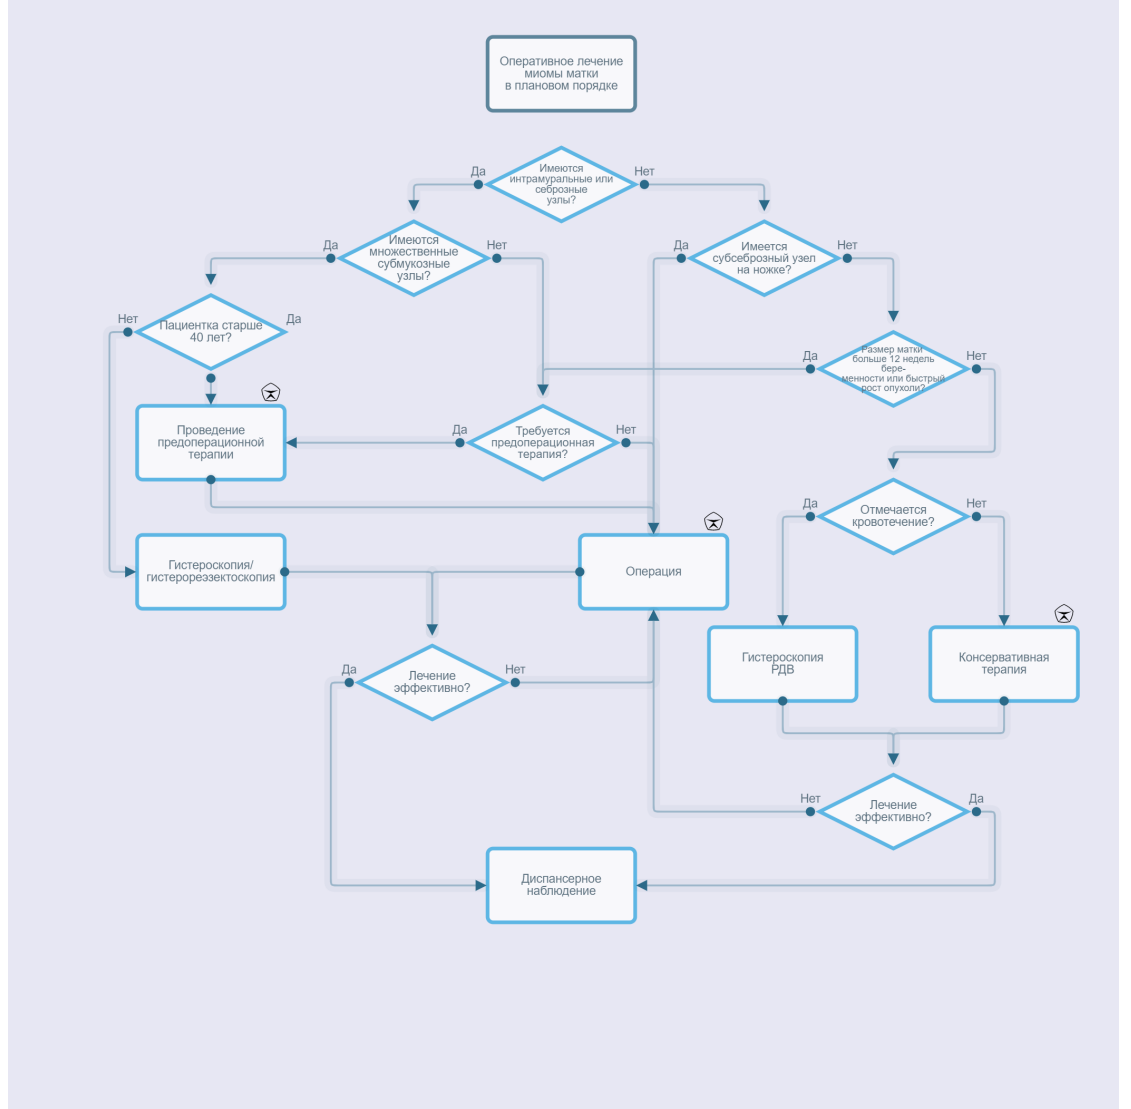 Оперативное лечение
миомы матки
в плановом порядке
Имеются
интрамуральные или
себрозные
узлы?
Да
Нет
Имеются
множественные
субмукозные
узлы?
Да
Нет
Имеется
субсеброзный узел
на ножке?
Да
Нет
Пациентка старше
40 лет?
Нет
Да
Размер матки
больше 12 недель
бере-
менности или быстрый
рост опухоли?
Да
Нет
Проведение
предоперационной
терапии
Требуется
предоперационная
терапия?
Да
Нет
Отмечается
кровотечение?
Да
Нет
Гистероскопия/
гистерореззектоскопия
Операция
Гистероскопия
РДВ
Консервативная
терапия
Лечение
эффективно?
Да
Нет
Лечение
эффективно?
Нет
Да
Диспансерное
наблюдение